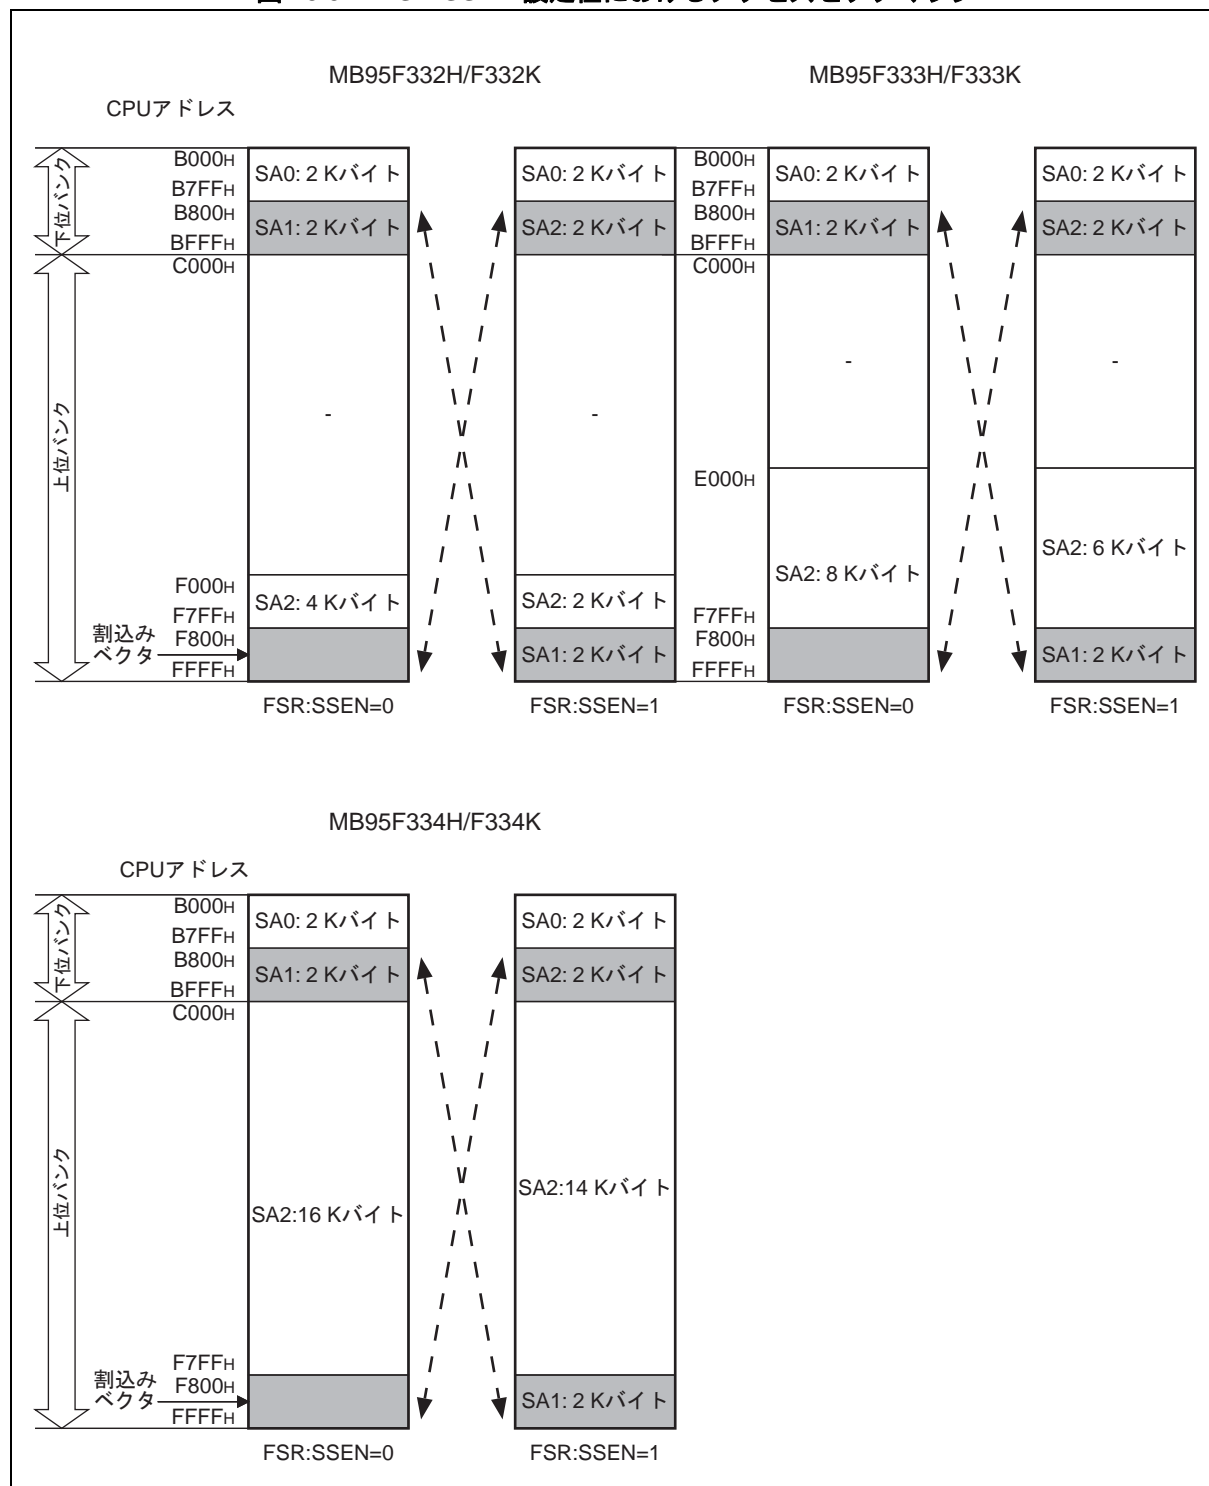 MB95F332H/F332K
MB95F333H/F333K
CPUアドレス
下位バンク
上位バンク
B000H
B7FFH
B800H
BFFFH
C000H
F000H
F7FFH
F800H
FFFFH
割込み
ベクタ
SA0: 2 Kバイト
SA1: 2 Kバイト
-
SA2: 4 Kバイト
FSR:SSEN=0
SA0: 2 Kバイト
SA2: 2 Kバイト
-
SA2: 2 Kバイト
SA1: 2 Kバイト
FSR:SSEN=1
B000H
B7FFH
B800H
BFFFH
C000H
E000H
F7FFH
F800H
FFFFH
SA0: 2 Kバイト
SA1: 2 Kバイト
-
SA2: 8 Kバイト
FSR:SSEN=0
SA0: 2 Kバイト
SA2: 2 Kバイト
-
SA2: 6 Kバイト
SA1: 2 Kバイト
FSR:SSEN=1
MB95F334H/F334K
CPUアドレス
下位バンク
上位バンク
B000H
B7FFH
B800H
BFFFH
C000H
F7FFH
F800H
FFFFH
割込み
ベクタ
SA0: 2 Kバイト
SA1: 2 Kバイト
SA2:16 Kバイト
FSR:SSEN=0
SA0: 2 Kバイト
SA2: 2 Kバイト
SA2:14 Kバイト
SA1: 2 Kバイト
FSR:SSEN=1